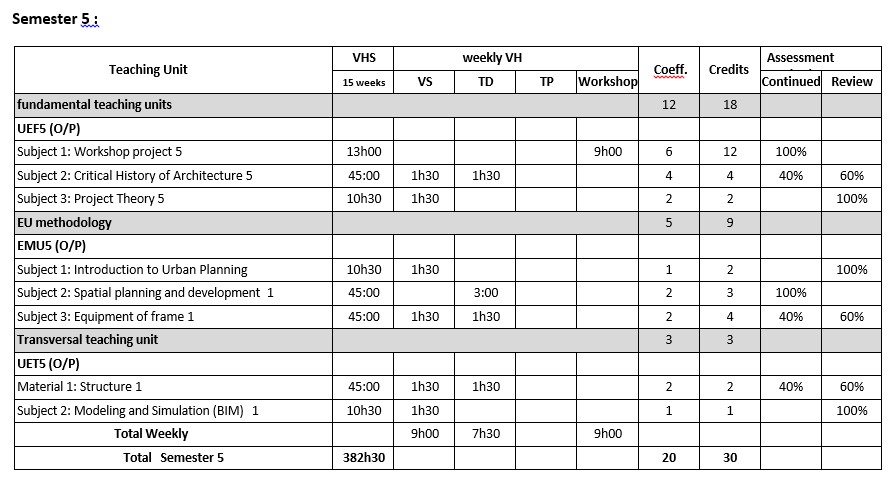 Semester 5 :
Teaching Unit VHS weekly VH Coeff. Credits Assessment
15 weeks VS TD TP Workshop Continued Review
fundamental teaching units 12 18
UEF5 (O/P)
Subject 1: Workshop project 5 13h00 9h00 6 12 100%
Subject 2: Critical History of Architecture 5 45:00 1h30 1h30 4 4 40% 60%
Subject 3: Project Theory 5 10h30 1h30 2 2 100%
EU methodology 5 9
EMU5 (O/P)
Subject 1: Introduction to Urban Planning 10h30 1h30 1 2 100%
Subject 2: Spatial planning and development 1 45:00 3:00 2 3 100%
Subject 3: Equipment of frame 1 45:00 1h30 1h30 2 4 40% 60%
Transversal teaching unit 3 3
UET5 (O/P)
Material 1: Structure 1 45:00 1h30 1h30 2 2 40% 60%
Subject 2: Modeling and Simulation (BIM) 1 10h30 1h30 1 1 100%
Total Weekly 9h00 7h30 9h00
Total Semester 5 382h30 20 30